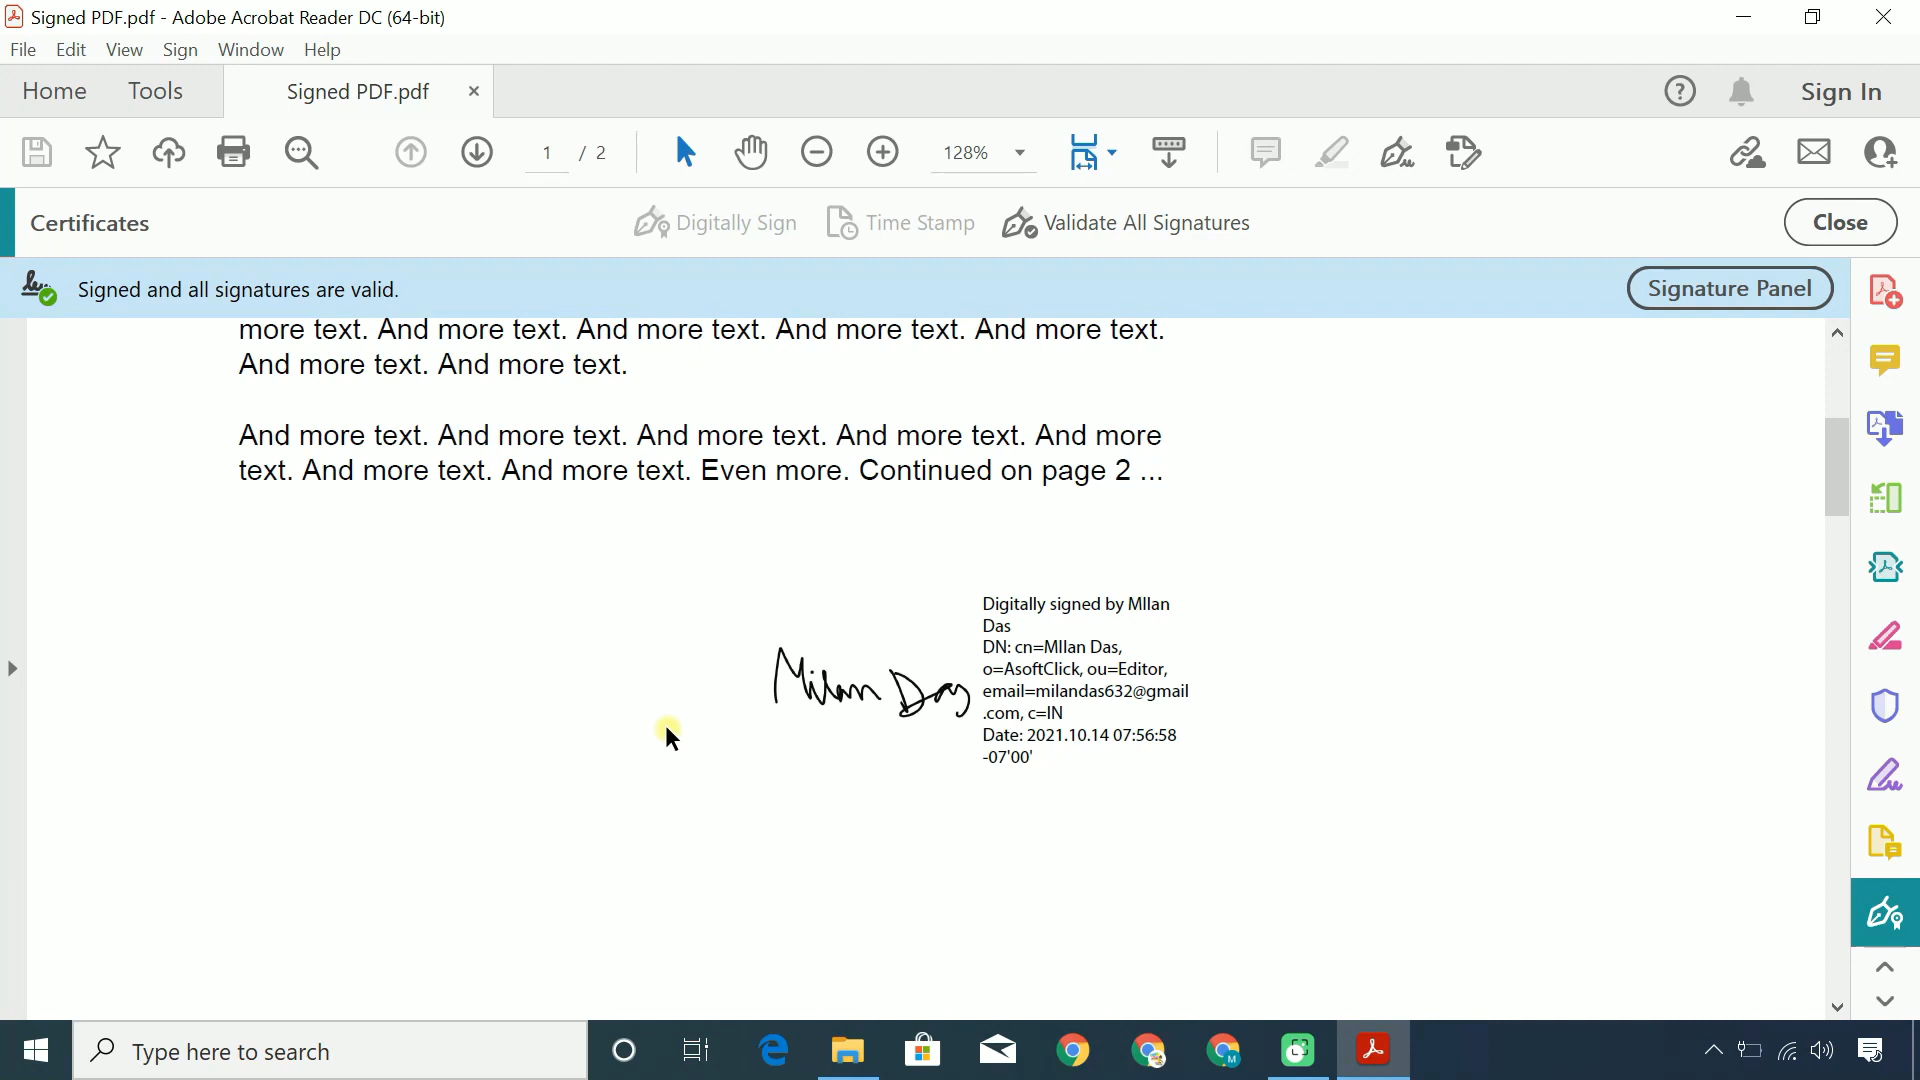 Signed PDF.pdf - Adobe Acrobat Reader DC (64-bit)
File Edit View Sign Window Help
Home Tools Signed PDF.pdf × ? Sign In
1 / 2 128%
Certificates Digitally Sign Time Stamp Validate All Signatures Close
Signed and all signatures are valid. Signature Panel
more text. And more text. And more text. And more text. And more text.
And more text. And more text.
And more text. And more text. And more text. And more text. And more
text. And more text. And more text. Even more. Continued on page 2 ...
Milan Das
Digitally signed by MIlan
Das
DN: cn=MIlan Das,
o=AsoftClick, ou=Editor,
email=milandas632@gmail
.com, c=IN
Date: 2021.10.14 07:56:58
-07'00'
Type here to search
M